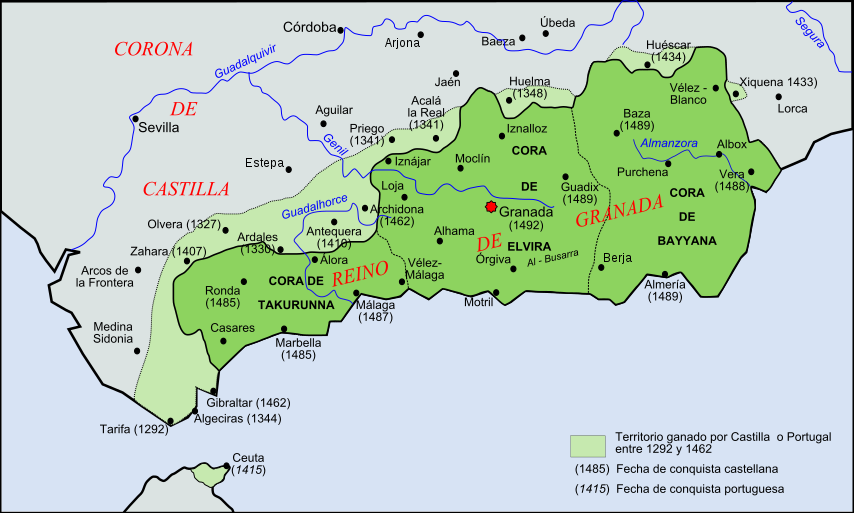 CORONA
DE
CASTILLA
Guadalquivir
Córdoba
Arjona
Baeza
Úbeda
Segura
Huéscar
(1434)
Jaén
Huelma
(1348)
Vélez -
Blanco
Xiquena 1433)
Lorca
Sevilla
Aguilar
Acalá
la Real
(1341)
Priego
(1341)
Genil
Iznalloz
Baza
(1489)
Almanzora
Albox
Estepa
Iznájar
Moclín
CORA
DE
ELVIRA
Purchena
Vera
(1488)
Loja
Guadix
(1489)
CORA
DE
BAYYANA
Guadalhorce
Archidona
(1462)
Granada
(1492)
REINO
DE
GRANADA
Olvera (1327)
Antequera
(1410)
Ardales
(1330)
Zahara (1407)
Alhama
Órgiva
Al - Busarra
Berja
Arcos de
la Frontera
Álora
Vélez-
Málaga
Ronda
(1485)
CORA DE
TAKURUNNA
Málaga
(1487)
Motril
Almería
(1489)
Medina
Sidonia
Casares
Marbella
(1485)
Gibraltar (1462)
Algeciras (1344)
Tarifa (1292)
Ceuta
(1415)
Territorio ganado por Castilla o Portugal
entre 1292 y 1462
(1485) Fecha de conquista castellana
(1415) Fecha de conquista portuguesa